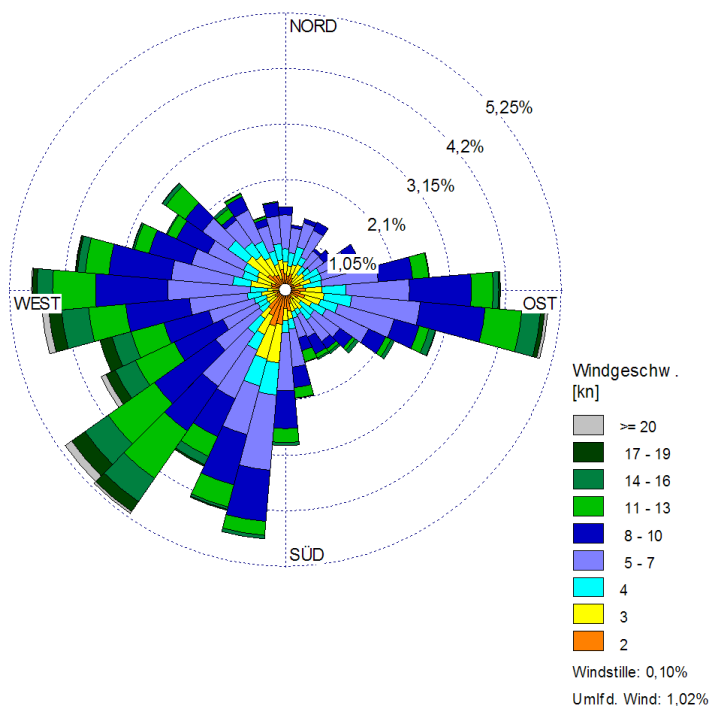 NORD
5,25%
4,2%
3,15%
2,1%
1,05%
WEST
OST
SÜD
Windgeschw .
[kn]
>= 20
17 - 19
14 - 16
11 - 13
8 - 10
5 - 7
4
3
2
Windstille: 0,10%
Umlfd. Wind: 1,02%